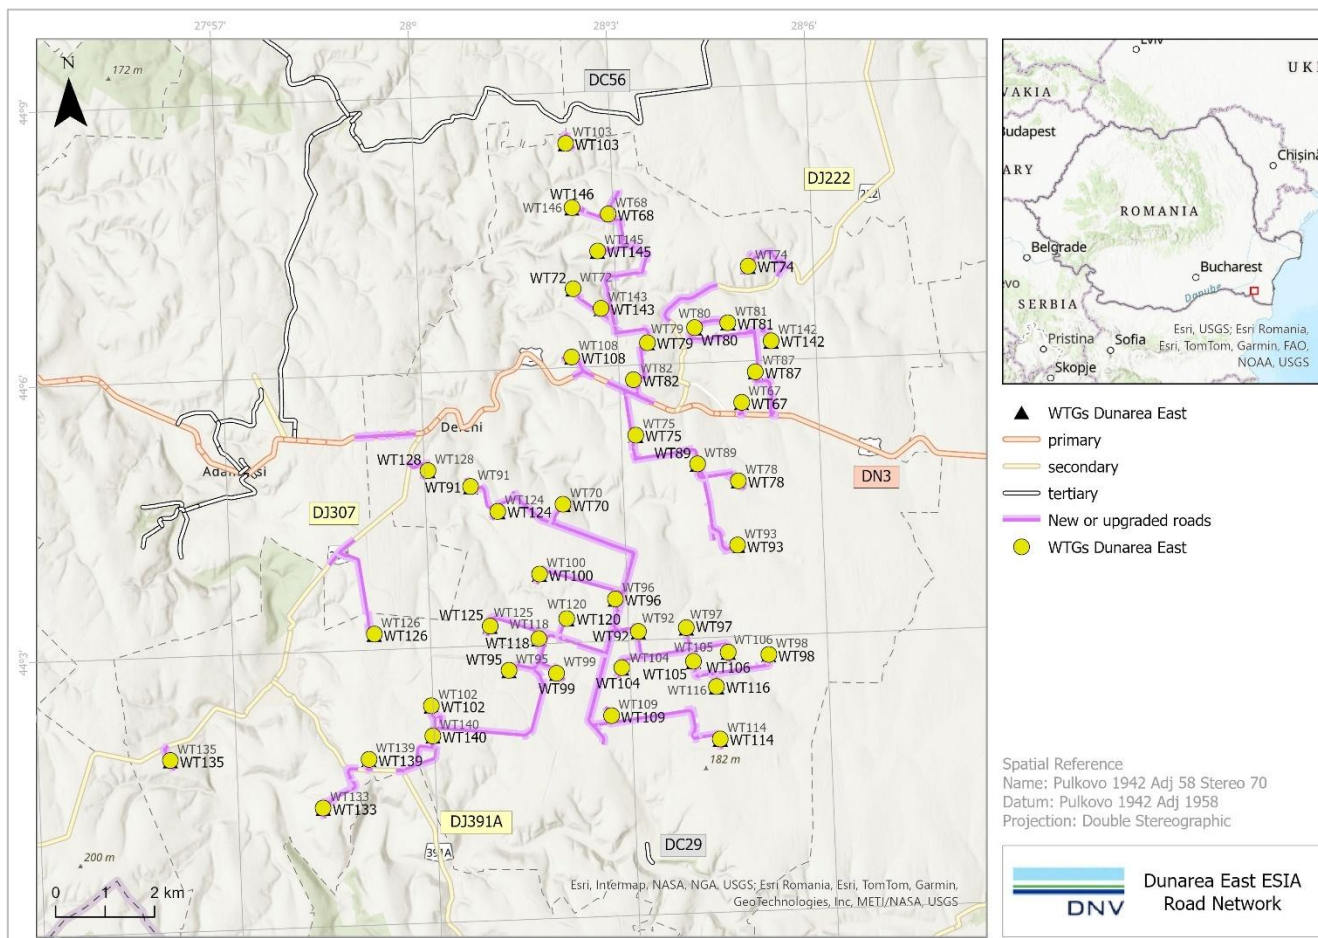 27°57'
28°
28°3'
28°6'
44°9'
44°6'
44°3'
N
172 m
DC56
WT103
WT103
DJ222
222
WT146
WT146
WT68
WT68
WT145
WT145
WT74
WT74
WT72
WT72
WT143
WT143
WT80
WT80
WT81
WT81
WT142
WT142
WT79
WT79
WT108
WT108
WT87
WT87
WT82
WT82
WT67
WT67
Deleni
WT75
WT75
WT128
WT128
WT89
WT89
WT78
WT78
DN3
WT91
WT91
WT124
WT124
WT70
WT70
DJ307
WT93
WT93
WT100
WT100
WT96
WT96
WT126
WT126
WT125
WT125
WT120
WT120
WT118
WT118
WT92
WT92
WT97
WT97
WT106
WT106
WT98
WT98
WT95
WT95
WT99
WT99
WT104
WT104
WT105
WT105
WT116
WT116
WT102
WT102
WT109
WT109
WT140
WT140
WT114
WT114
182 m
WT135
WT135
WT139
WT139
WT133
WT133
DJ391A
391A
DC29
200 m
0 1 2 km
Esri, Intermap, NASA, NGA, USGS; Esri Romania, Esri, TomTom, Garmin,
GeoTechnologies, Inc, METI/NASA, USGS
Lviv
UK
VAKIA
Budapest
Chișină
ARY
ROMANIA
Belgrade
Bucharest
evo
Danube
SERBIA
Pristina
Sofia
Skopje
Esri, USGS; Esri Romania,
Esri, TomTom, Garmin, FAO,
NOAA, USGS
WTGs Dunarea East
primary
secondary
tertiary
New or upgraded roads
WTGs Dunarea East
Spatial Reference
Name: Pulkovo 1942 Adj 58 Stereo 70
Datum: Pulkovo 1942 Adj 1958
Projection: Double Stereographic
DNV
Dunarea East ESIA
Road Network